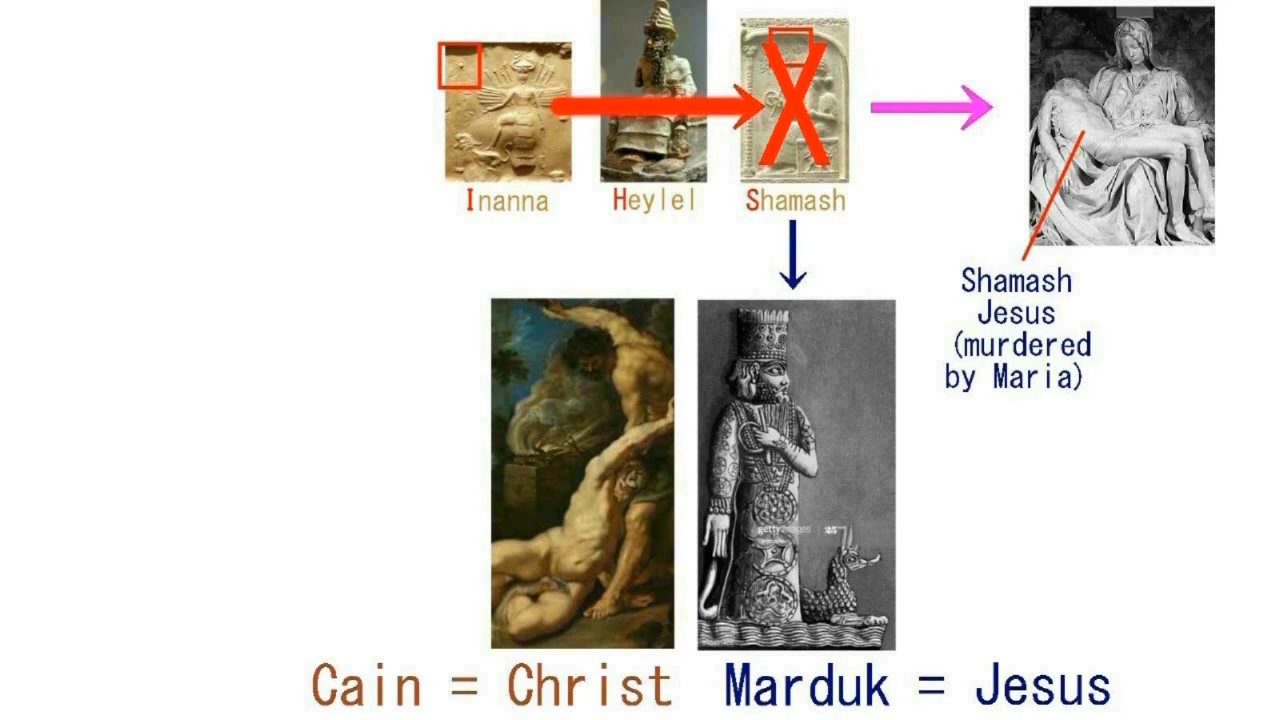 Inanna
Heylel
Shamash
Shamash
Jesus
(murdered
by Maria)
gettyimages
Cain = Christ
Marduk = Jesus